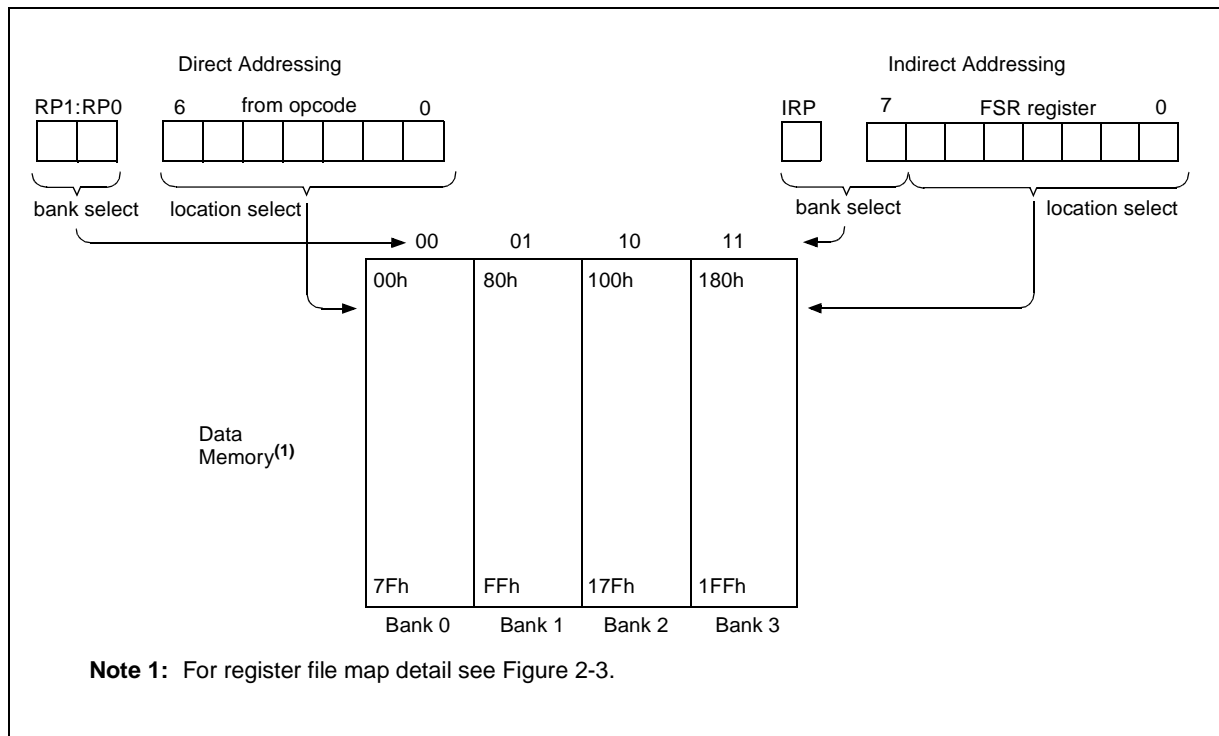 Direct Addressing
Indirect Addressing
RP1:RP0
6 from opcode 0
IRP
7 FSR register 0
bank select
location select
bank select
location select
00 01 10 11
00h 80h 100h 180h
Data
Memory(1)
7Fh FFh 17Fh 1FFh
Bank 0 Bank 1 Bank 2 Bank 3
Note 1: For register file map detail see Figure 2-3.